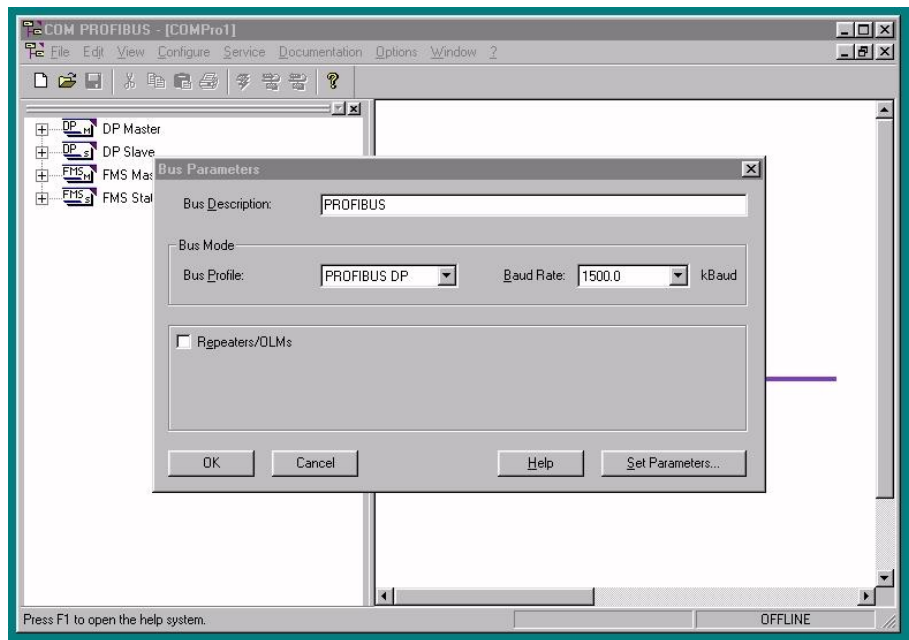 COM PROFIBUS - [COMPro1]
File Edit View Configure Service Documentation Options Window ?
DP M DP Master
DP s DP Slave
FMS M FMS Mas
FMS s FMS Stat
Bus Parameters
Bus Description: PROFIBUS
Bus Mode
Bus Profile: PROFIBUS DP Baud Rate: 1500.0 kBaud
Repeaters/OLMs
OK Cancel Help Set Parameters...
Press F1 to open the help system. OFFLINE